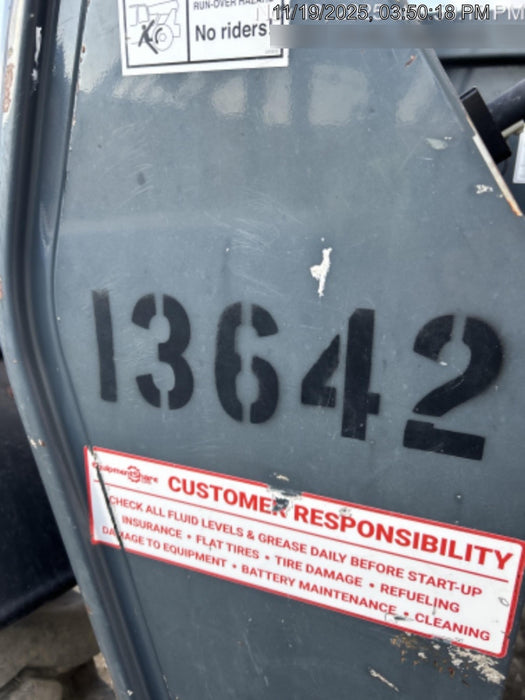 RUN-OVER HAZARD
No riders!
11/19/2025, 03:50:18 PM
13642
EquipmentShare
CUSTOMER RESPONSIBILITY
CHECK ALL FLUID LEVELS & GREASE DAILY BEFORE START-UP
INSURANCE • FLAT TIRES • TIRE DAMAGE • REFUELING
DAMAGE TO EQUIPMENT • BATTERY MAINTENANCE • CLEANING